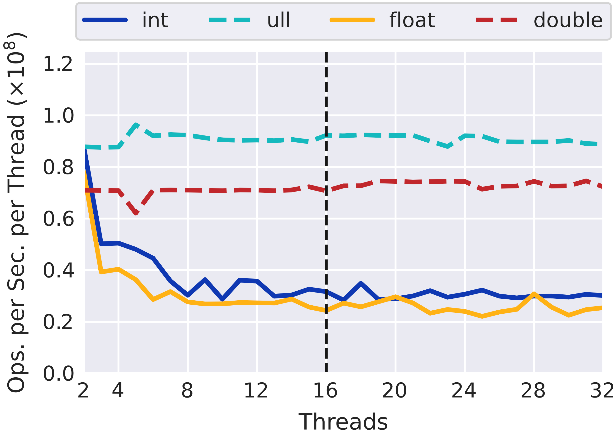 int ull float double
Ops. per Sec. per Thread (×10⁸)
1.2
1.0
0.8
0.6
0.4
0.2
0.0
2 4 8 12 16 20 24 28 32
Threads